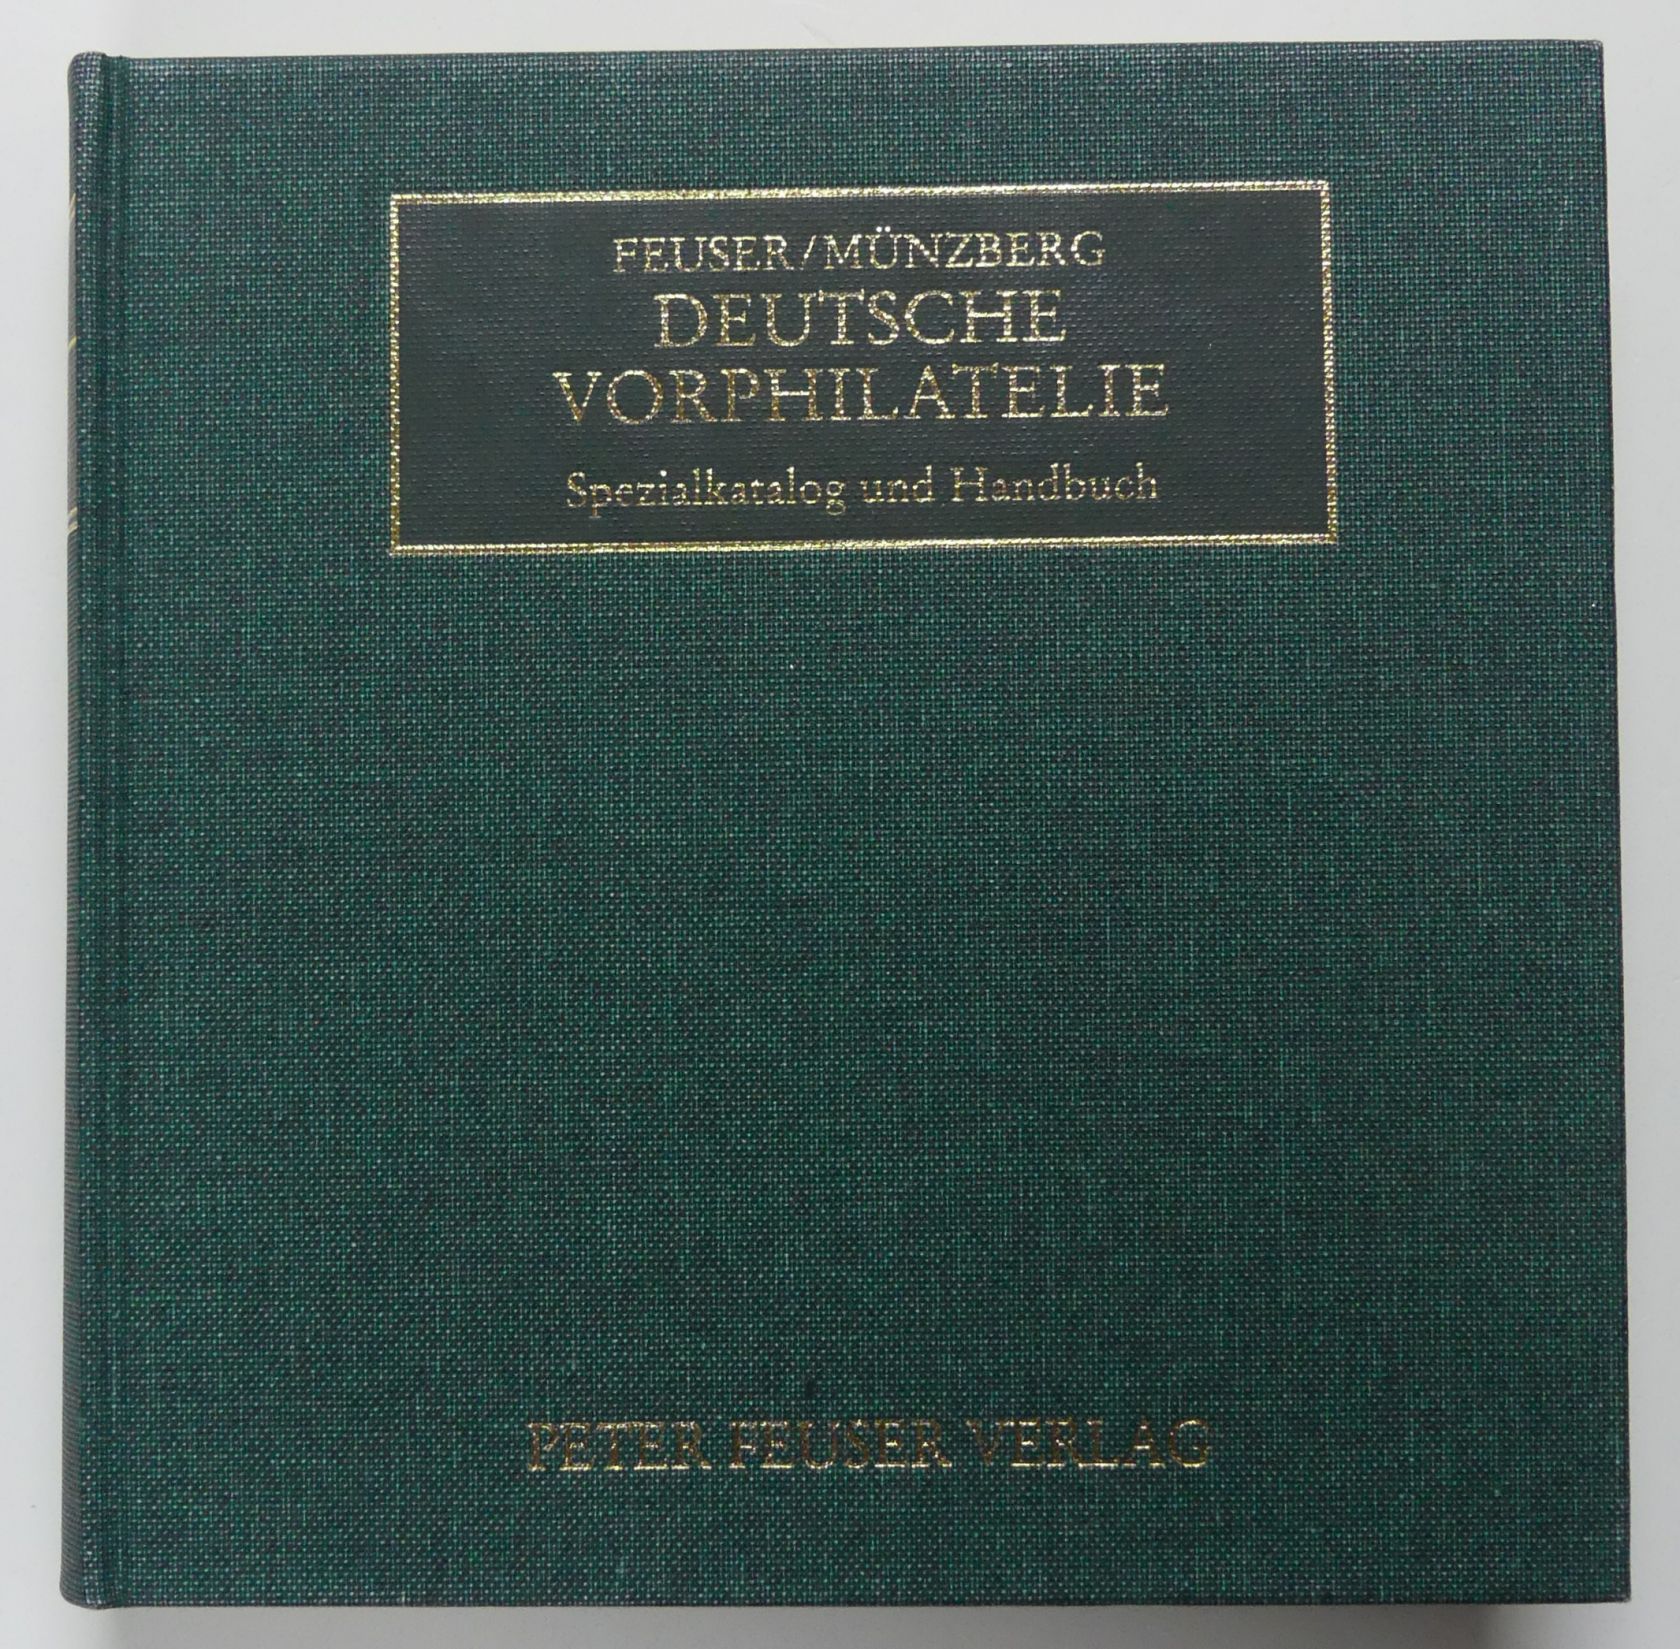 FEUSER/MÜNZBERG
DEUTSCHE
VORPHILATELIE
Spezialkatalog und Handbuch
PETER FEUSER VERLAG